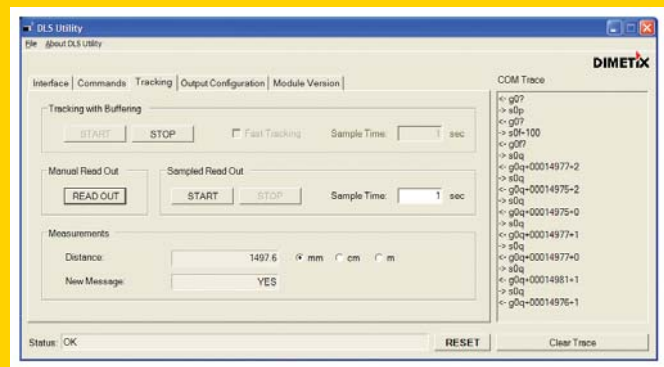 DLS Utility
File About DLS Utility
DIMETIX
Interface Commands Tracking Output Configuration Module Version
COM Trace
Tracking with Buffering
START STOP Fast Tracking Sample Time: 1 sec
Manual Read Out
READ OUT
Sampled Read Out
START STOP Sample Time: 1 sec
Measurements
Distance: 1497.6 mm cm m
New Message: YES
<- g0?
-> s0p
<- g0?
-> s0f+100
<- g0f?
-> s0q
<- g0q+00014977+2
-> s0q
<- g0q+00014975+2
-> s0q
<- g0q+00014975+0
-> s0q
<- g0q+00014977+1
-> s0q
<- g0q+00014977+0
-> s0q
<- g0q+00014981+1
-> s0q
<- g0q+00014976+1
Status: OK RESET Clear Trace